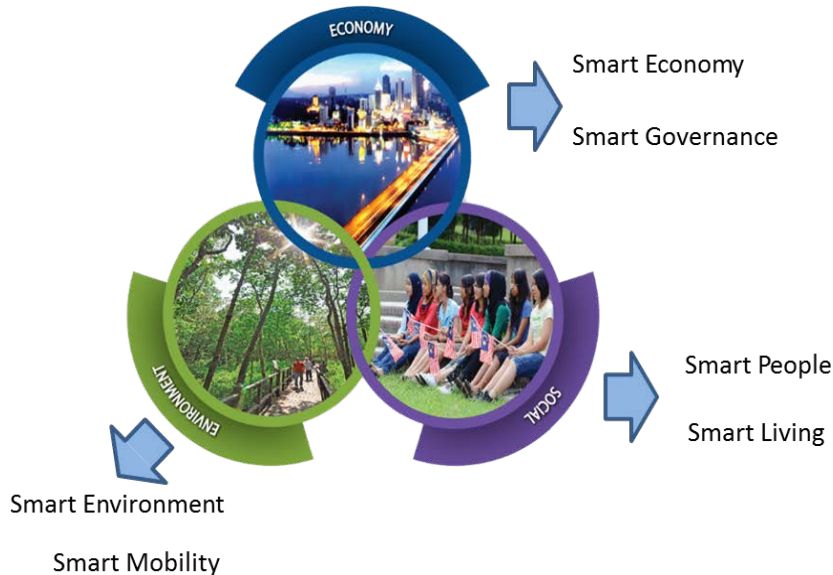 ECONOMY
Smart Economy
Smart Governance
ENVIRONMENT
SOCIAL
Smart People
Smart Living
Smart Environment
Smart Mobility